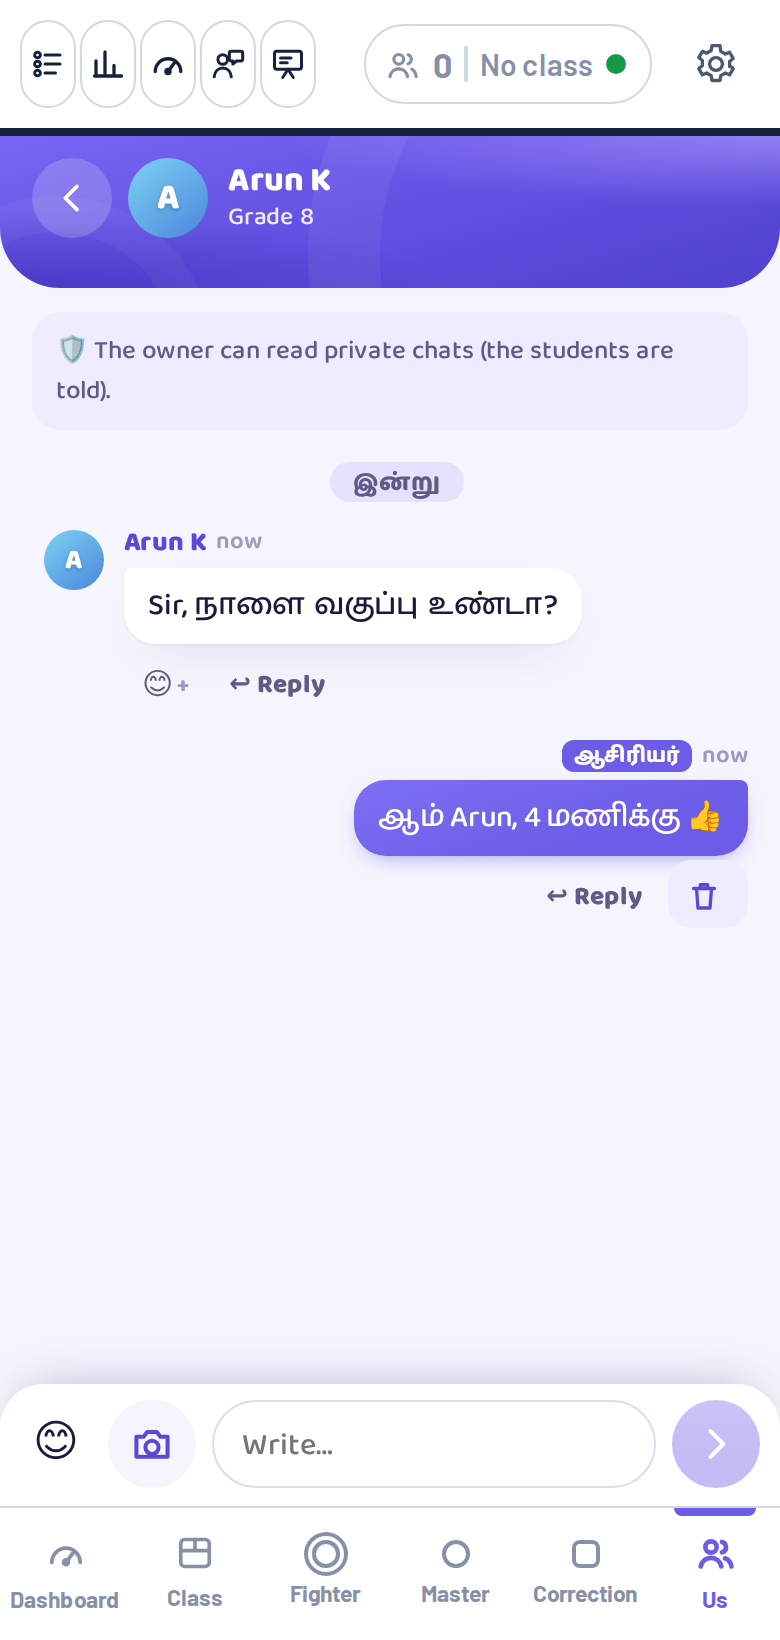 0 | No class
A
Arun K
Grade 8
🛡️ The owner can read private chats (the students are
told).
இன்று
A
Arun K now
Sir, நாளை வகுப்பு உண்டா?
😊 + ↩ Reply
ஆசிரியர் now
ஆம் Arun, 4 மணிக்கு 👍
↩ Reply
Write...
Dashboard Class Fighter Master Correction Us